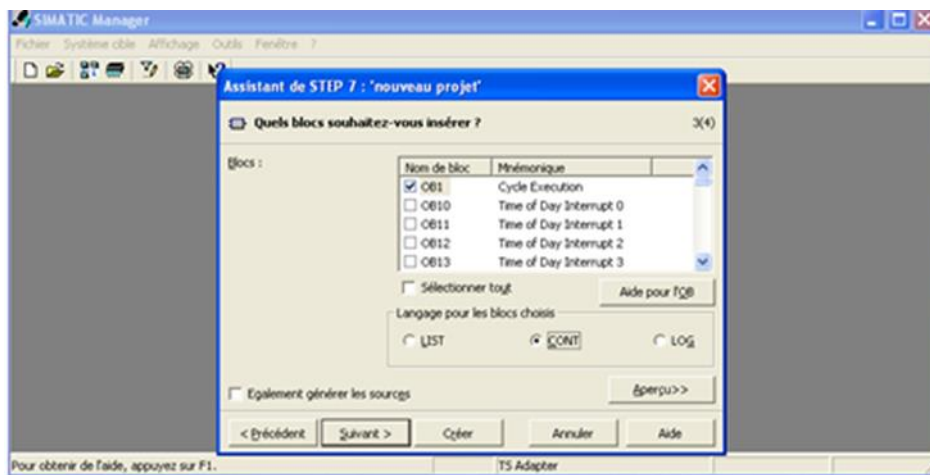 SIMATIC Manager
Fichier Système cible Affichage Outils Fenêtre ?
Assistant de STEP 7 : 'nouveau projet'
Quels blocs souhaitez-vous insérer ? 3(4)
Blocs :
Nom de bloc Mnémonique
OB1 Cycle Execution
OB10 Time of Day Interrupt 0
OB11 Time of Day Interrupt 1
OB12 Time of Day Interrupt 2
OB13 Time of Day Interrupt 3
Sélectionner tout
Aide pour l'OB
Langage pour les blocs choisis
LIST CONT LOG
Egalement générer les sources
Aperçu>>
< Précédent Suivant > Créer Annuler Aide
Pour obtenir de l'aide, appuyez sur F1. TS Adapter